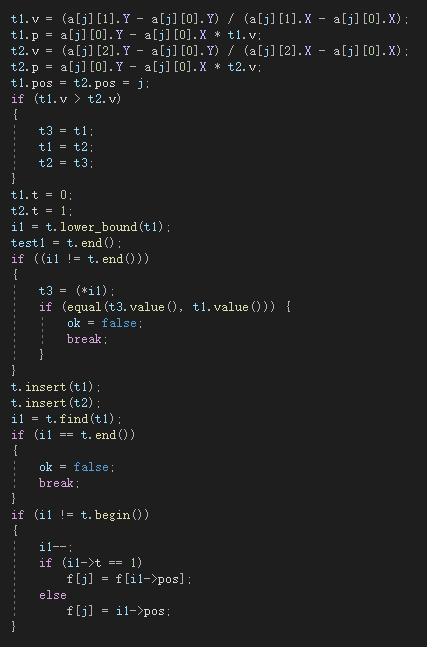 t1.v = (a[j][1].Y - a[j][0].Y) / (a[j][1].X - a[j][0].X);
t1.p = a[j][0].Y - a[j][0].X * t1.v;
t2.v = (a[j][2].Y - a[j][0].Y) / (a[j][2].X - a[j][0].X);
t2.p = a[j][0].Y - a[j][0].X * t2.v;
t1.pos = t2.pos = j;
if (t1.v > t2.v)
{
    t3 = t1;
    t1 = t2;
    t2 = t3;
}
t1.t = 0;
t2.t = 1;
i1 = t.lower_bound(t1);
test1 = t.end();
if ((i1 != t.end()))
{
    t3 = (*i1);
    if (equal(t3.value(), t1.value())) {
        ok = false;
        break;
    }
}
t.insert(t1);
t.insert(t2);
i1 = t.find(t1);
if (i1 == t.end())
{
    ok = false;
    break;
}
if (i1 != t.begin())
{
    i1--;
    if (i1->t == 1)
        f[j] = f[i1->pos];
    else
        f[j] = i1->pos;
}